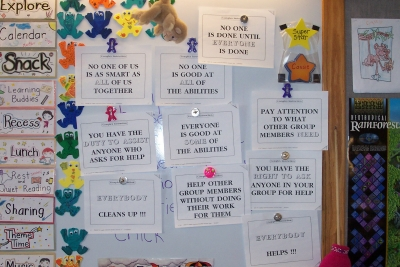 Explore
Calendar
Snack
Learning
Buddies
Recess
Lunch
Rest
Quiet Reading
Sharing
Theme
Time
Music
NO ONE OF
US IS
AS SMART AS
ALL OF US
TOGETHER
NO ONE IS
GOOD AT
ALL OF
THE ABILITIES
NO ONE
IS DONE UNTIL
EVERYONE
IS DONE
Super
Star
YOU HAVE THE
DUTY TO ASSIST
ANYONE WHO
ASKS FOR HELP
EVERYONE
IS GOOD AT
SOME OF
THE ABILITIES
PAY ATTENTION
TO WHAT
OTHER GROUP
MEMBERS NEED
EVERYBODY
CLEANS UP !!!
HELP OTHER
GROUP MEMBERS
WITHOUT DOING
THEIR WORK
FOR THEM
YOU HAVE THE
RIGHT TO ASK
ANYONE IN YOUR
GROUP FOR HELP
EVERYBODY
HELPS !!!
Rainforest